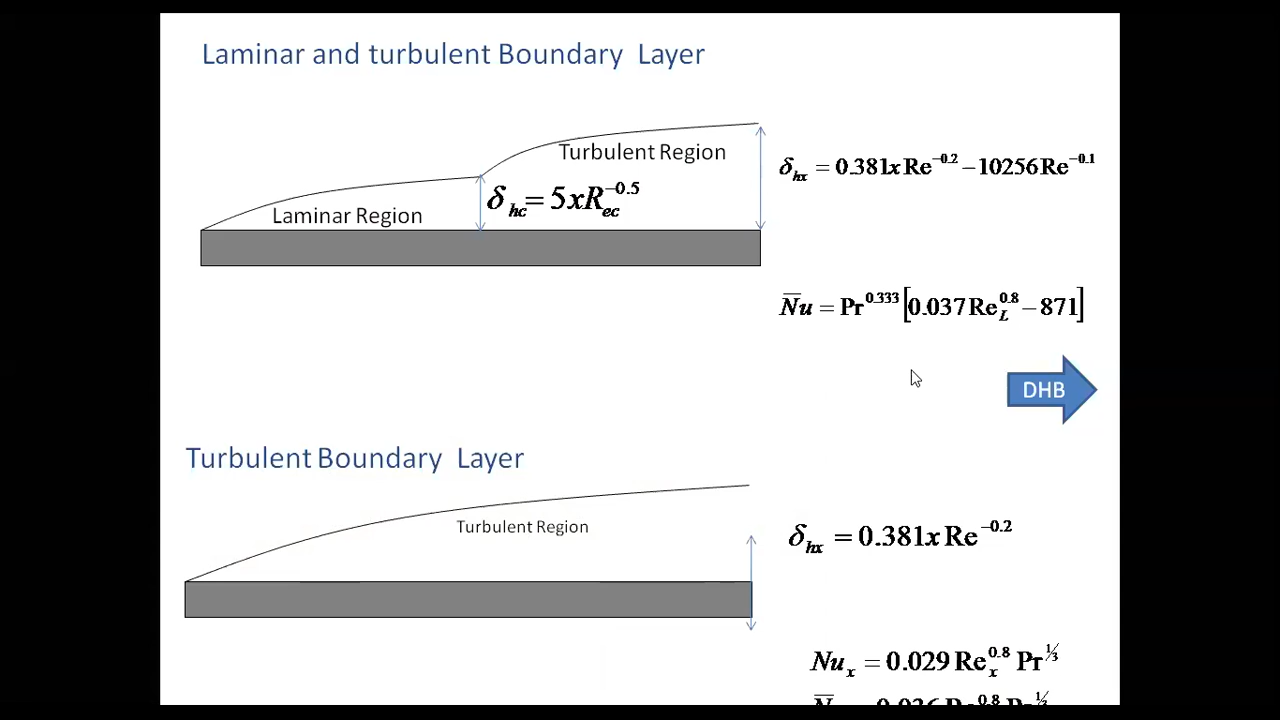 Laminar and turbulent Boundary Layer
Turbulent Region
δhx = 0.381x Re^−0.2 − 10256 Re^−0.1
Laminar Region
δhc = 5xRec^−0.5
N̅u = Pr^0.333 [0.037 ReL^0.8 − 871]
DHB
Turbulent Boundary Layer
Turbulent Region
δhx = 0.381x Re^−0.2
Nux = 0.029 Rex^0.8 Pr^1/3